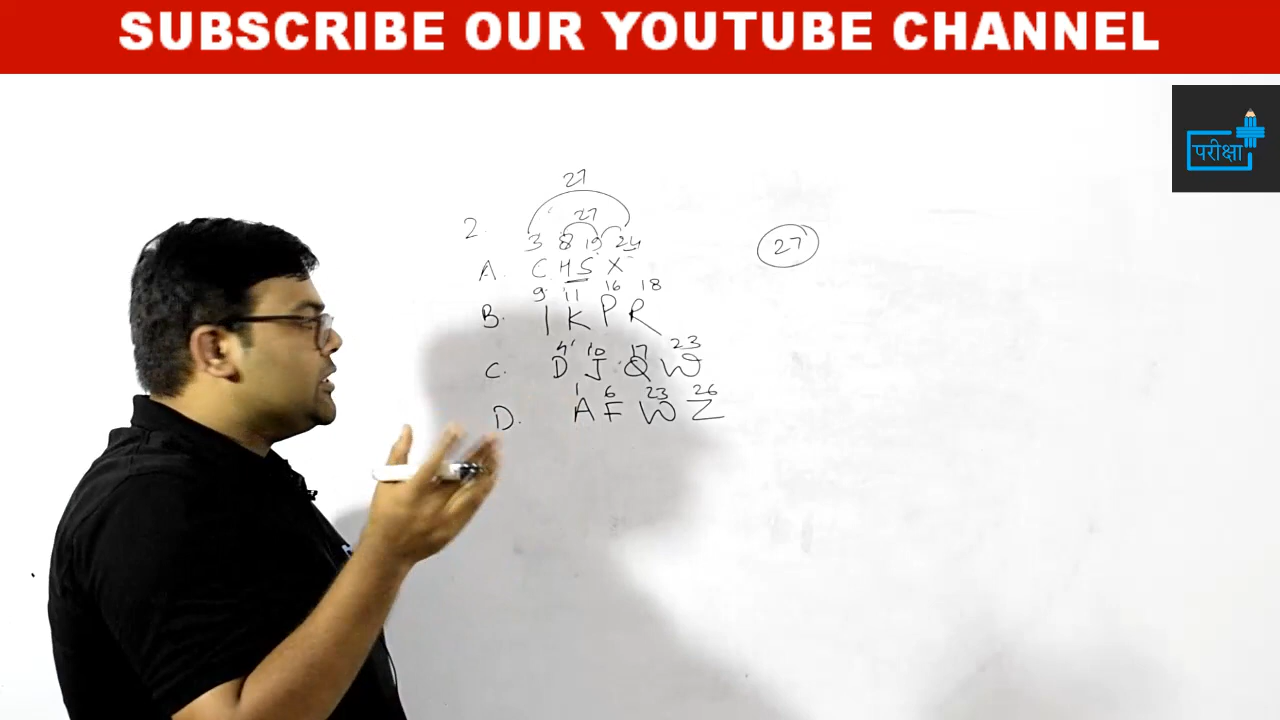 SUBSCRIBE OUR YOUTUBE CHANNEL
परीक्षा
27
27
2.
3 8 19 24
27
A. C H S X
9 11 16 18
B. I K P R
4 10 17 23
C. D J Q W
1 6 23 26
D. A F W Z